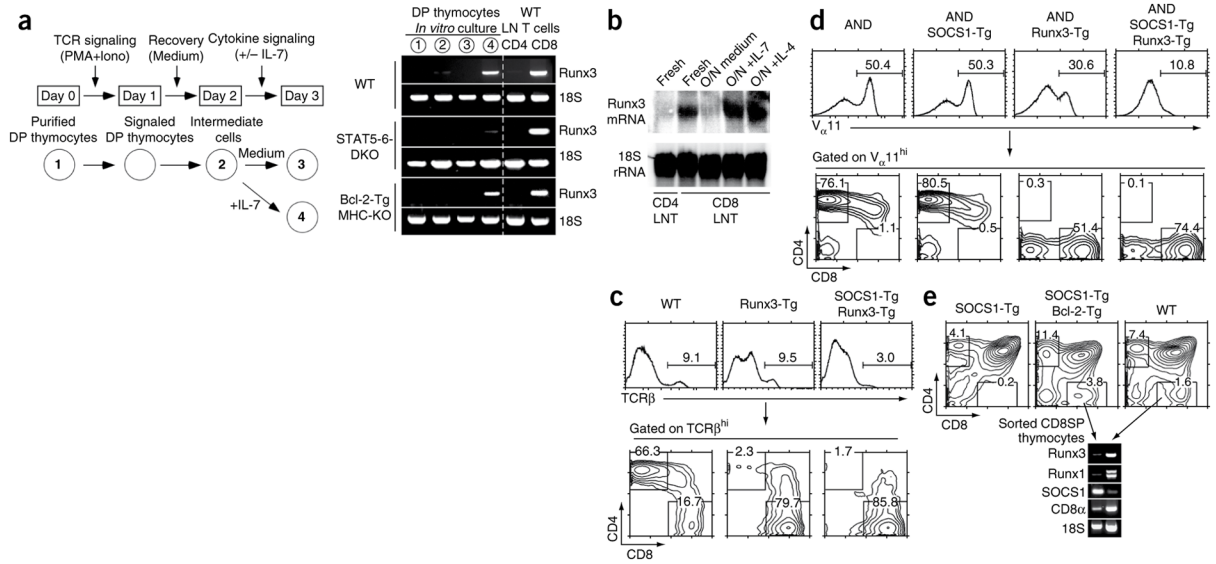 a
TCR signaling
(PMA+Iono)
Recovery
(Medium)
Cytokine signaling
(+/− IL-7)
Day 0
Day 1
Day 2
Day 3
Purified
DP thymocytes
Signaled
DP thymocytes
Intermediate
cells
1
2
Medium
3
+IL-7
4
DP thymocytes
In vitro culture
WT
LN T cells
1 2 3 4 CD4 CD8
WT
Runx3
18S
STAT5-6-
DKO
Runx3
18S
Bcl-2-Tg
MHC-KO
Runx3
18S
b
Fresh
Fresh
O/N medium
O/N +IL-7
O/N +IL-4
Runx3
mRNA
18S
rRNA
CD4
LNT
CD8
LNT
c
WT
Runx3-Tg
SOCS1-Tg
Runx3-Tg
9.1
9.5
3.0
TCRβ
Gated on TCRβhi
66.3
16.7
2.3
79.7
1.7
85.8
CD4
CD8
d
AND
AND
SOCS1-Tg
AND
Runx3-Tg
AND
SOCS1-Tg
Runx3-Tg
50.4
50.3
30.6
10.8
Vα11
Gated on Vα11hi
76.1
1.1
80.5
0.5
0.3
51.4
0.1
74.4
CD4
CD8
e
SOCS1-Tg
SOCS1-Tg
Bcl-2-Tg
WT
4.1
0.2
11.4
3.8
7.4
1.6
CD4
CD8
Sorted CD8SP
thymocytes
Runx3
Runx1
SOCS1
CD8α
18S